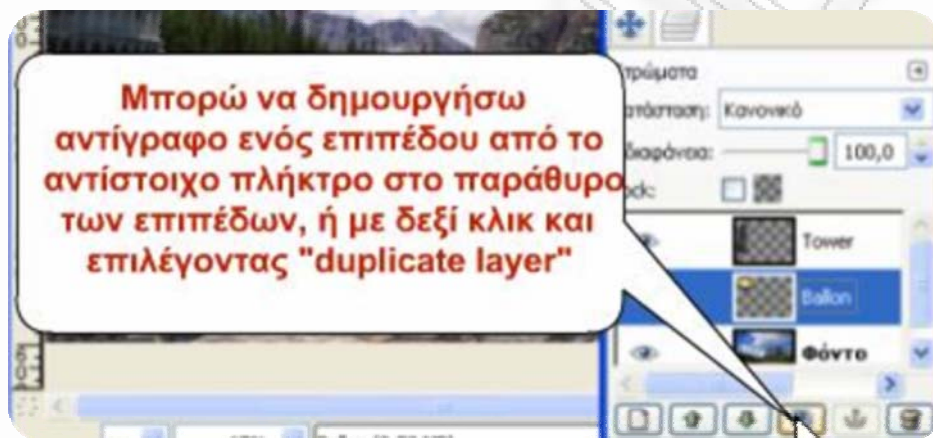 Μπορώ να δημουργήσω
αντίγραφο ενός επιπέδου από το
αντίστοιχο πλήκτρο στο παράθυρο
των επιπέδων, ή με δεξί κλικ και
επιλέγοντας "duplicate layer"
Κανονικό
100,0
Tower
Ballon
Φόντο